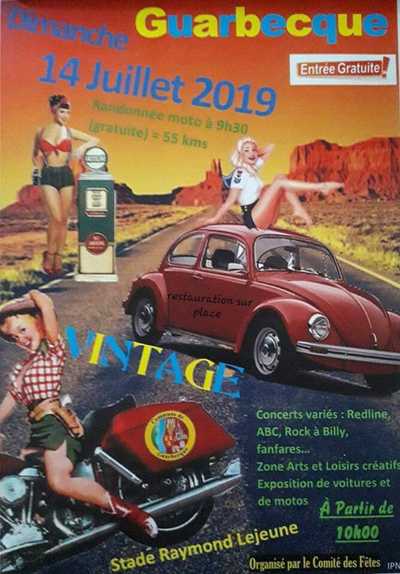 Dimanche
Guarbecque
14 Juillet 2019
Entrée Gratuite !
Randonnée moto à 9h30
(gratuite) = 55 kms
restauration sur
place
VINTAGE
Concerts variés : Redline,
ABC, Rock à Billy,
fanfares...
Zone Arts et Loisirs créatifs
Exposition de voitures et
de motos
À Partir de
10h00
Stade Raymond Lejeune
Organisé par le Comité des Fêtes
IPN